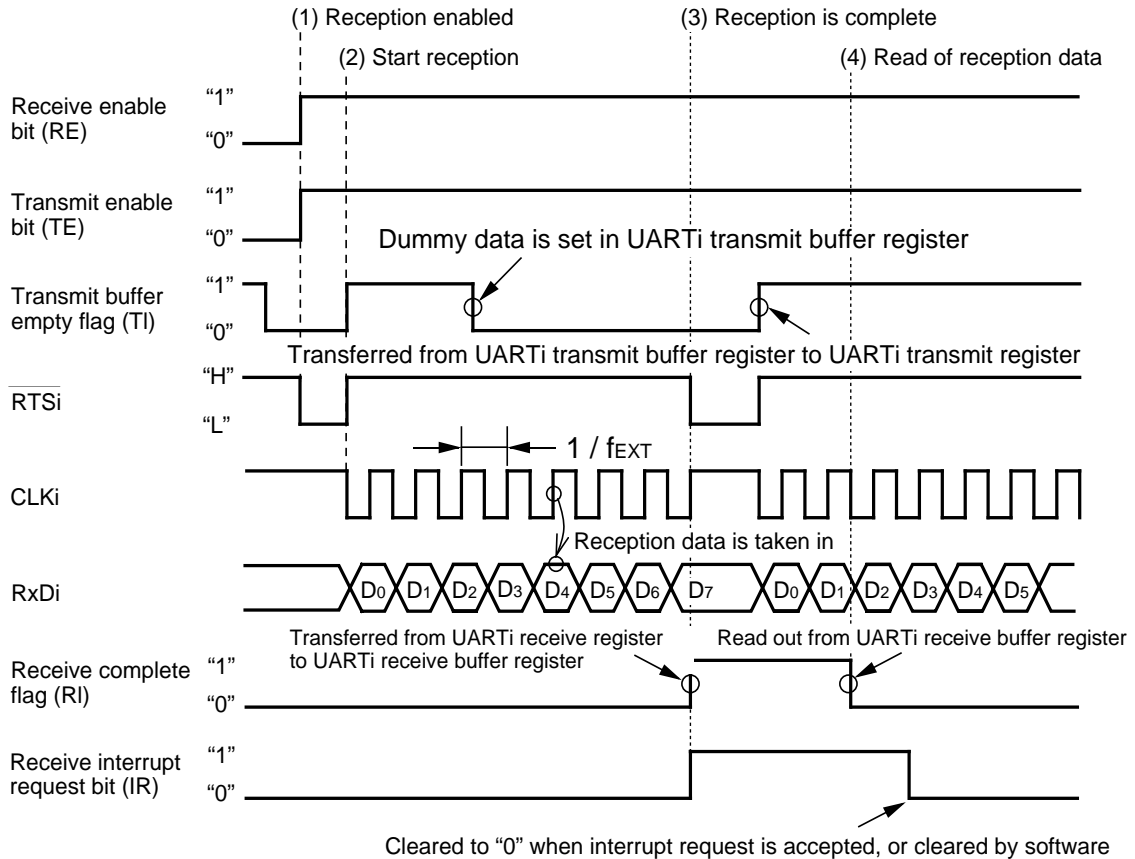 (1) Reception enabled
(3) Reception is complete
(2) Start reception
(4) Read of reception data
Receive enable
bit (RE)
“1”
“0”
Transmit enable
bit (TE)
“1”
“0”
Dummy data is set in UARTi transmit buffer register
Transmit buffer
empty flag (TI)
“1”
“0”
Transferred from UARTi transmit buffer register to UARTi transmit register
RTSi
“H”
“L”
1 / fEXT
CLKi
Reception data is taken in
RxDi
D0 D1 D2 D3 D4 D5 D6 D7 D0 D1 D2 D3 D4 D5
Transferred from UARTi receive register
to UARTi receive buffer register
Read out from UARTi receive buffer register
Receive complete
flag (RI)
“1”
“0”
Receive interrupt
request bit (IR)
“1”
“0”
Cleared to “0” when interrupt request is accepted, or cleared by software